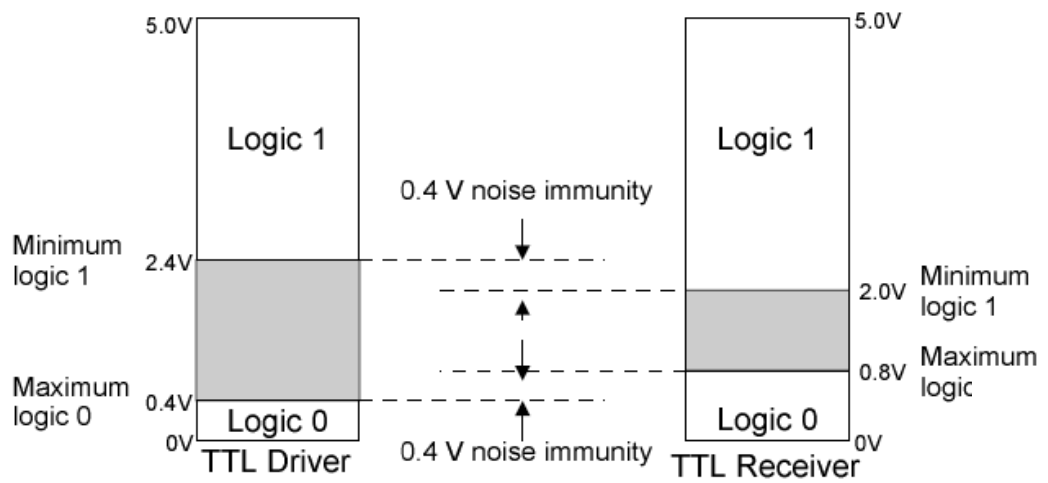 5.0V
Logic 1
Minimum
logic 1
2.4V
Maximum
logic 0
0.4V
Logic 0
0V
TTL Driver
0.4 V noise immunity
0.4 V noise immunity
5.0V
Logic 1
2.0V
Minimum
logic 1
0.8V
Maximum
logic
Logic 0
0V
TTL Receiver